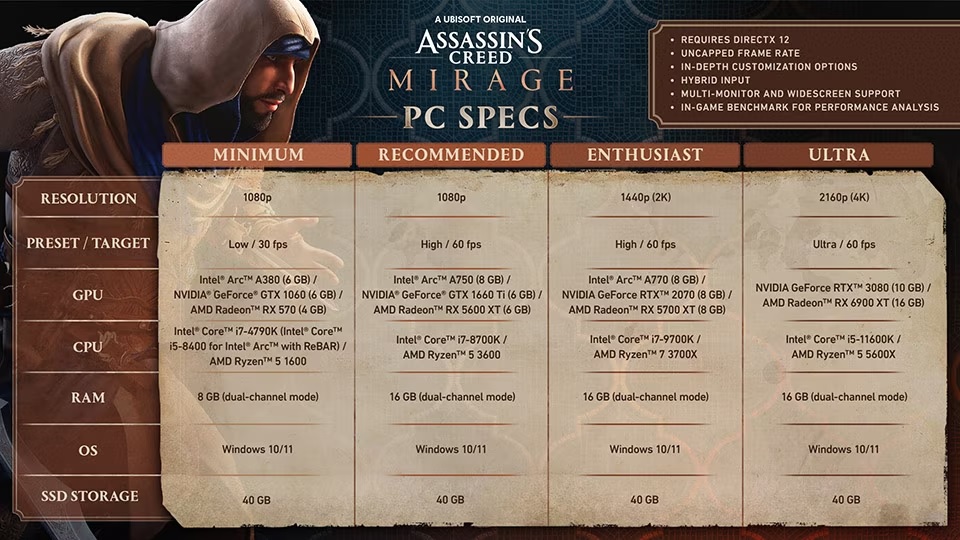 A UBISOFT ORIGINAL
ASSASSIN'S
CREED
MIRAGE
PC SPECS
• REQUIRES DIRECTX 12
• UNCAPPED FRAME RATE
• IN-DEPTH CUSTOMIZATION OPTIONS
• HYBRID INPUT
• MULTI-MONITOR AND WIDESCREEN SUPPORT
• IN-GAME BENCHMARK FOR PERFORMANCE ANALYSIS
MINIMUM RECOMMENDED ENTHUSIAST ULTRA
RESOLUTION 1080p 1080p 1440p (2K) 2160p (4K)
PRESET / TARGET Low / 30 fps High / 60 fps High / 60 fps Ultra / 60 fps
GPU
Intel® Arc™ A380 (6 GB) /
NVIDIA® GeForce® GTX 1060 (6 GB) /
AMD Radeon™ RX 570 (4 GB)
Intel® Arc™ A750 (8 GB) /
NVIDIA® GeForce® GTX 1660 Ti (6 GB) /
AMD Radeon™ RX 5600 XT (6 GB)
Intel® Arc™ A770 (8 GB) /
NVIDIA GeForce RTX™ 2070 (8 GB) /
AMD Radeon™ RX 5700 XT (8 GB)
NVIDIA GeForce RTX™ 3080 (10 GB) /
AMD Radeon™ RX 6900 XT (16 GB)
CPU
Intel® Core™ i7-4790K (Intel® Core™
i5-8400 for Intel® Arc™ with ReBAR) /
AMD Ryzen™ 5 1600
Intel® Core™ i7-8700K /
AMD Ryzen™ 5 3600
Intel® Core™ i7-9700K /
AMD Ryzen™ 7 3700X
Intel® Core™ i5-11600K /
AMD Ryzen™ 5 5600X
RAM 8 GB (dual-channel mode) 16 GB (dual-channel mode) 16 GB (dual-channel mode) 16 GB (dual-channel mode)
OS Windows 10/11 Windows 10/11 Windows 10/11 Windows 10/11
SSD STORAGE 40 GB 40 GB 40 GB 40 GB